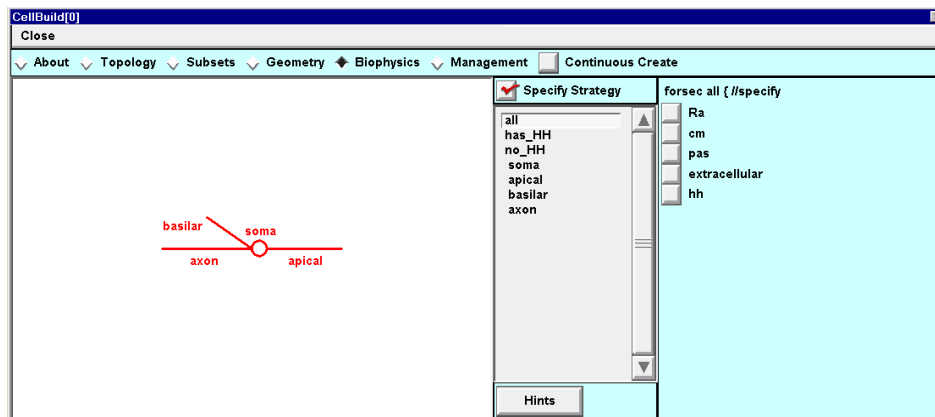 CellBuild[0]
Close
About Topology Subsets Geometry Biophysics Management Continuous Create
Specify Strategy
all
has_HH
no_HH
soma
apical
basilar
axon
Hints
forsec all { //specify
Ra
cm
pas
extracellular
hh
basilar
soma
axon
apical